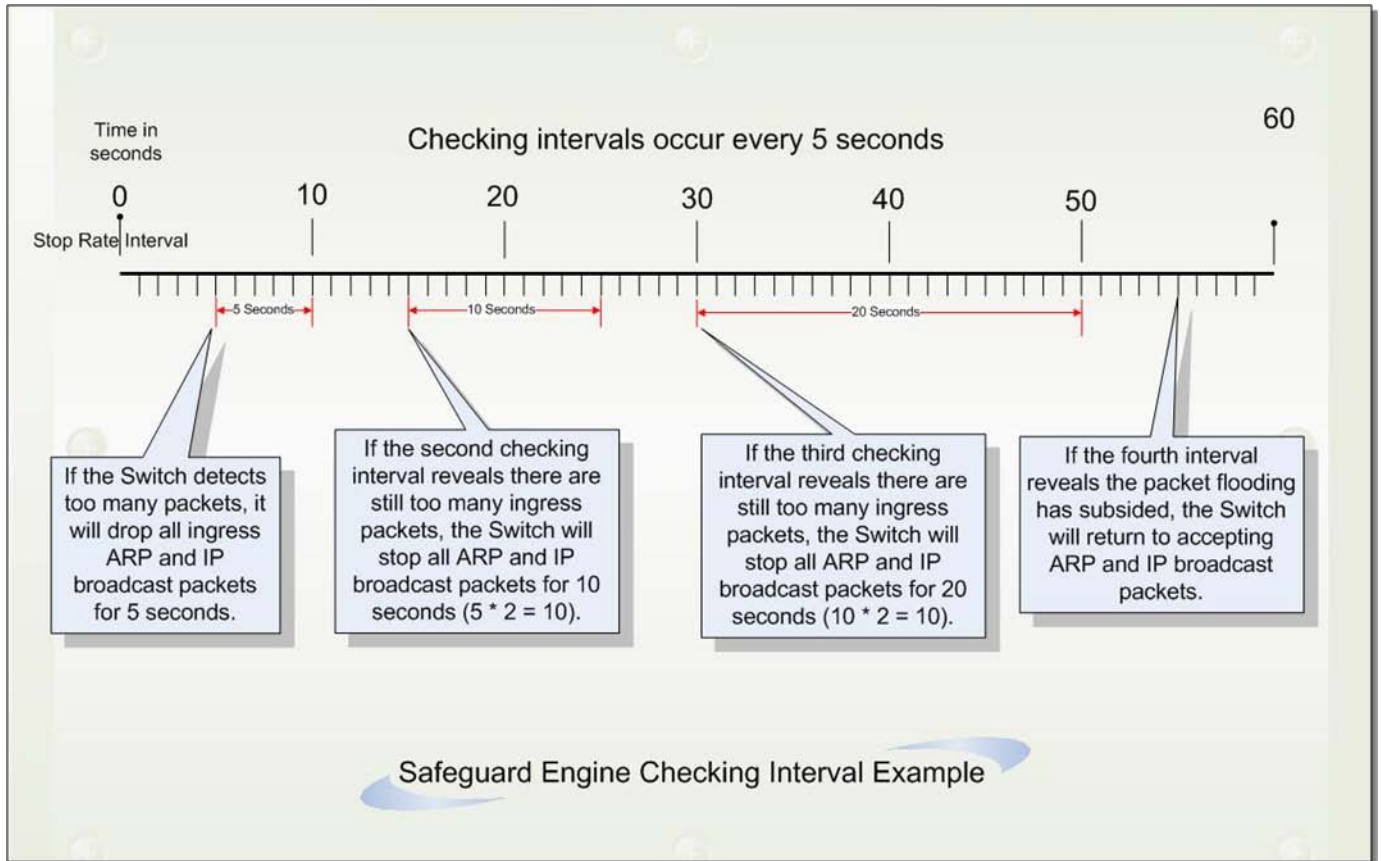 Time in
seconds
Checking intervals occur every 5 seconds
60
0
10
20
30
40
50
Stop Rate Interval
5 Seconds
10 Seconds
20 Seconds
If the Switch detects
too many packets, it
will drop all ingress
ARP and IP
broadcast packets
for 5 seconds.
If the second checking
interval reveals there are
still too many ingress
packets, the Switch will
stop all ARP and IP
broadcast packets for 10
seconds (5 * 2 = 10).
If the third checking
interval reveals there are
still too many ingress
packets, the Switch will
stop all ARP and IP
broadcast packets for 20
seconds (10 * 2 = 10).
If the fourth interval
reveals the packet flooding
has subsided, the Switch
will return to accepting
ARP and IP broadcast
packets.
Safeguard Engine Checking Interval Example